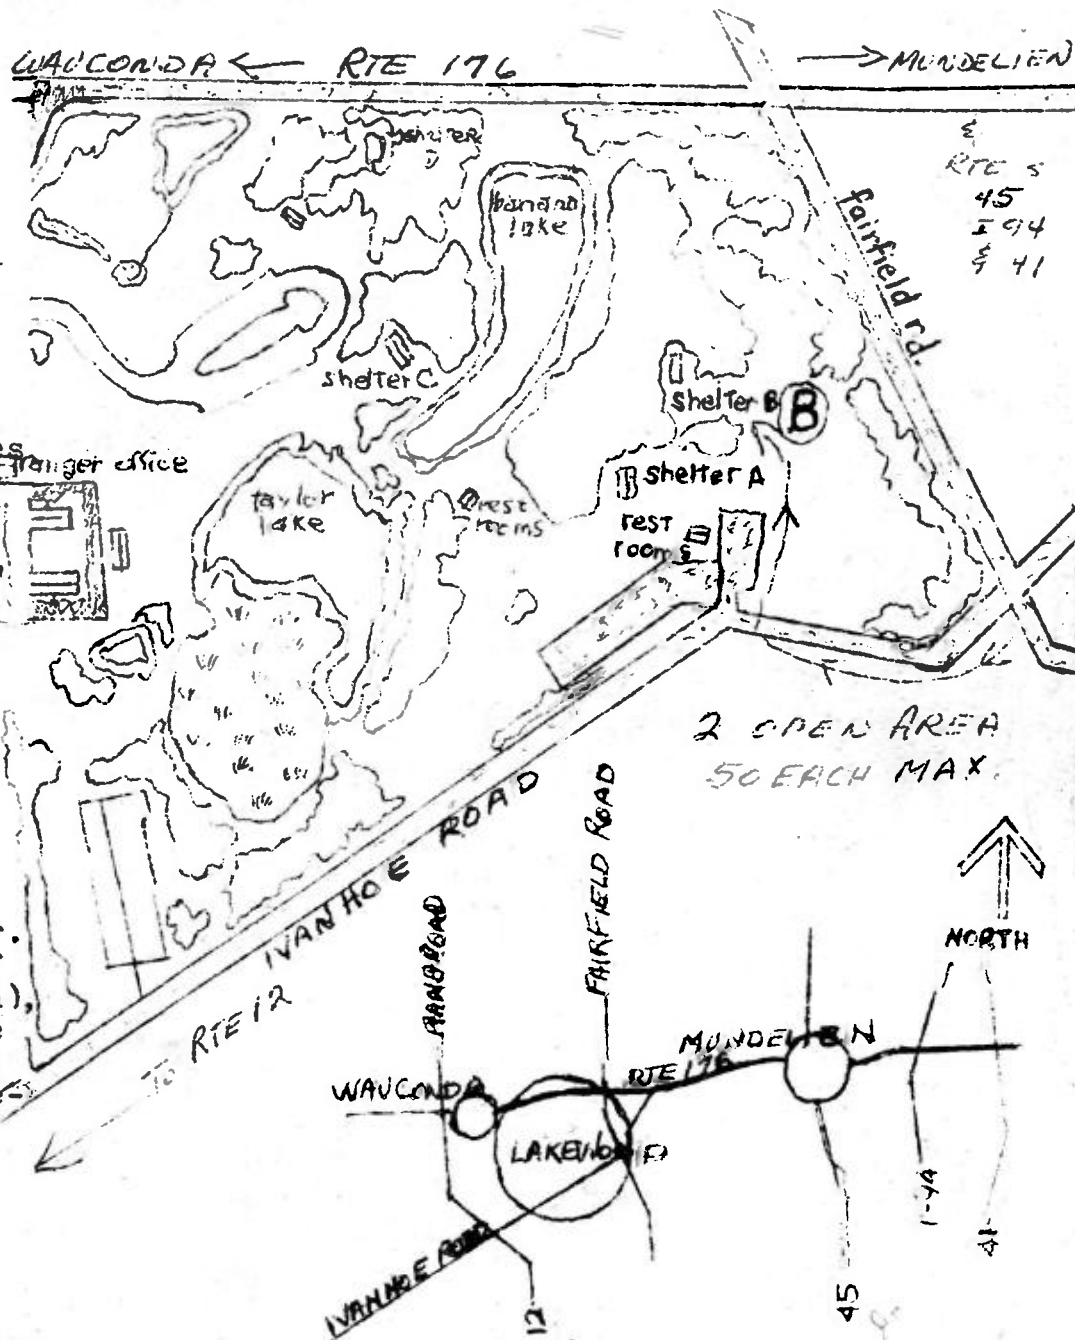 WAUCONDA ← RTE 176 → MUNDELIEN
&
RTE S
45
I 94
& 41
fairfield rd.
shelter
banana
lake
shelter C
shelter B
B
shelter A
rest
rooms
ranger office
taylor
lake
rest
rooms
2 OPEN AREA
50 EACH MAX.
IVANHOE ROAD
TO RTE 12
NORTH
FAIRFIELD ROAD
MUNDELIEN
RTE 176
WAUCONDA
LAKEWOOD
IVANHOE ROAD
12
45
41